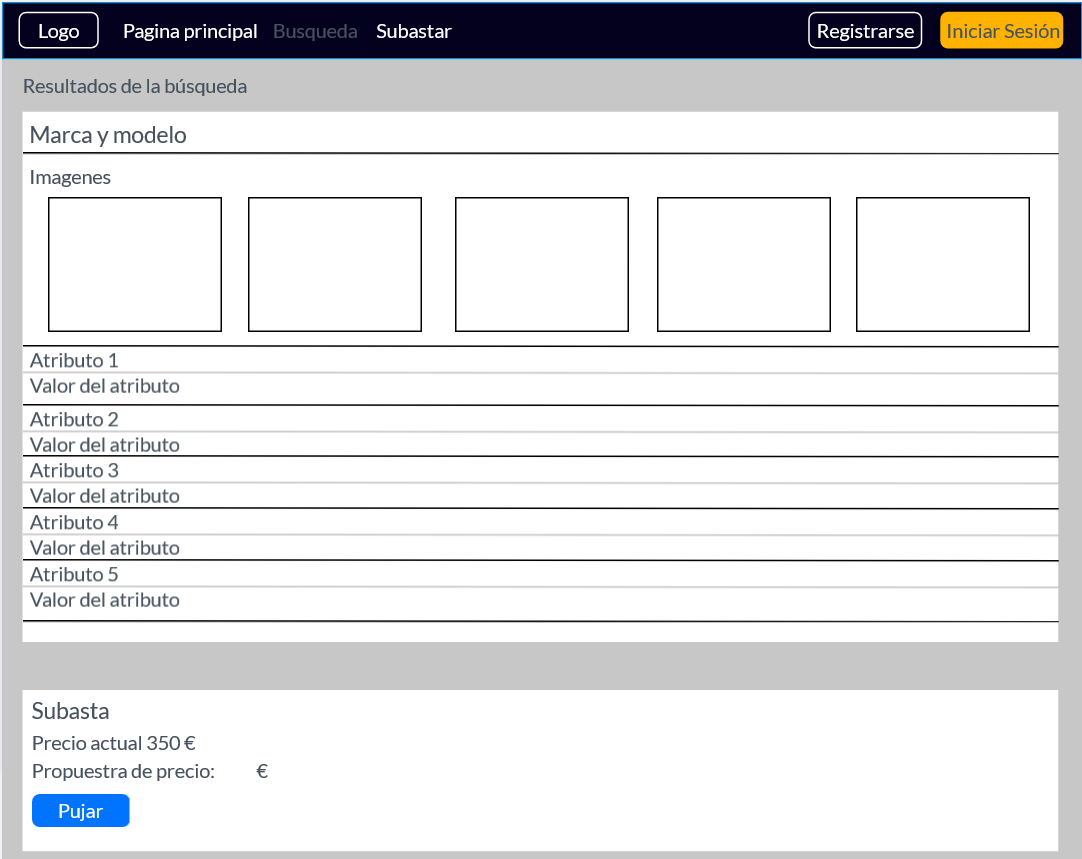 Logo Pagina principal Busqueda Subastar Registrarse Iniciar Sesión
Resultados de la búsqueda
Marca y modelo
Imagenes
Atributo 1
Valor del atributo
Atributo 2
Valor del atributo
Atributo 3
Valor del atributo
Atributo 4
Valor del atributo
Atributo 5
Valor del atributo
Subasta
Precio actual 350 €
Propuestra de precio: €
Pujar